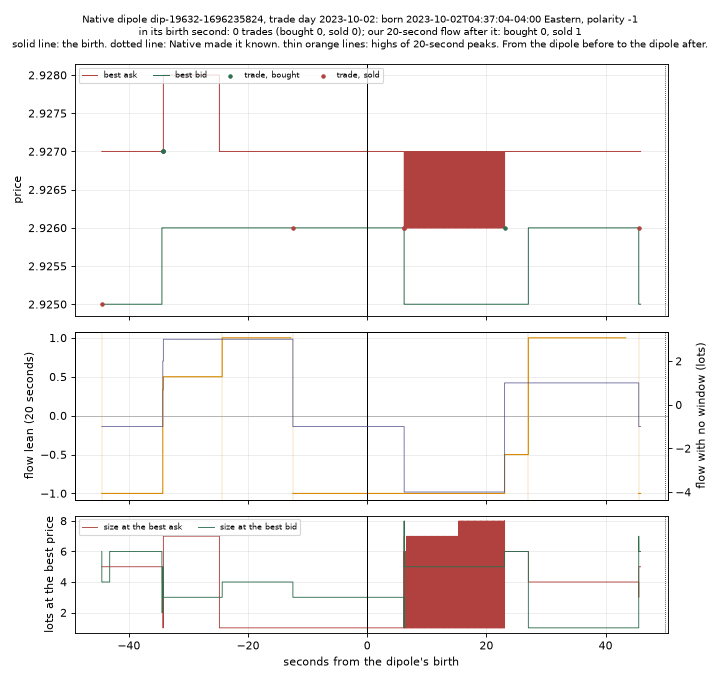 Native dipole dip-19632-1696235824, trade day 2023-10-02: born 2023-10-02T04:37:04-04:00 Eastern, polarity -1
in its birth second: 0 trades (bought 0, sold 0); our 20-second flow after it: bought 0, sold 1
solid line: the birth. dotted line: Native made it known. thin orange lines: highs of 20-second peaks. From the dipole before to the dipole after.
best ask best bid trade, bought trade, sold
2.9280
2.9275
2.9270
2.9265
2.9260
2.9255
2.9250
price
1.0
0.5
0.0
−0.5
−1.0
flow lean (20 seconds)
2
0
−2
−4
flow with no window (lots)
size at the best ask size at the best bid
8
6
4
2
lots at the best price
−40 −20 0 20 40
seconds from the dipole's birth